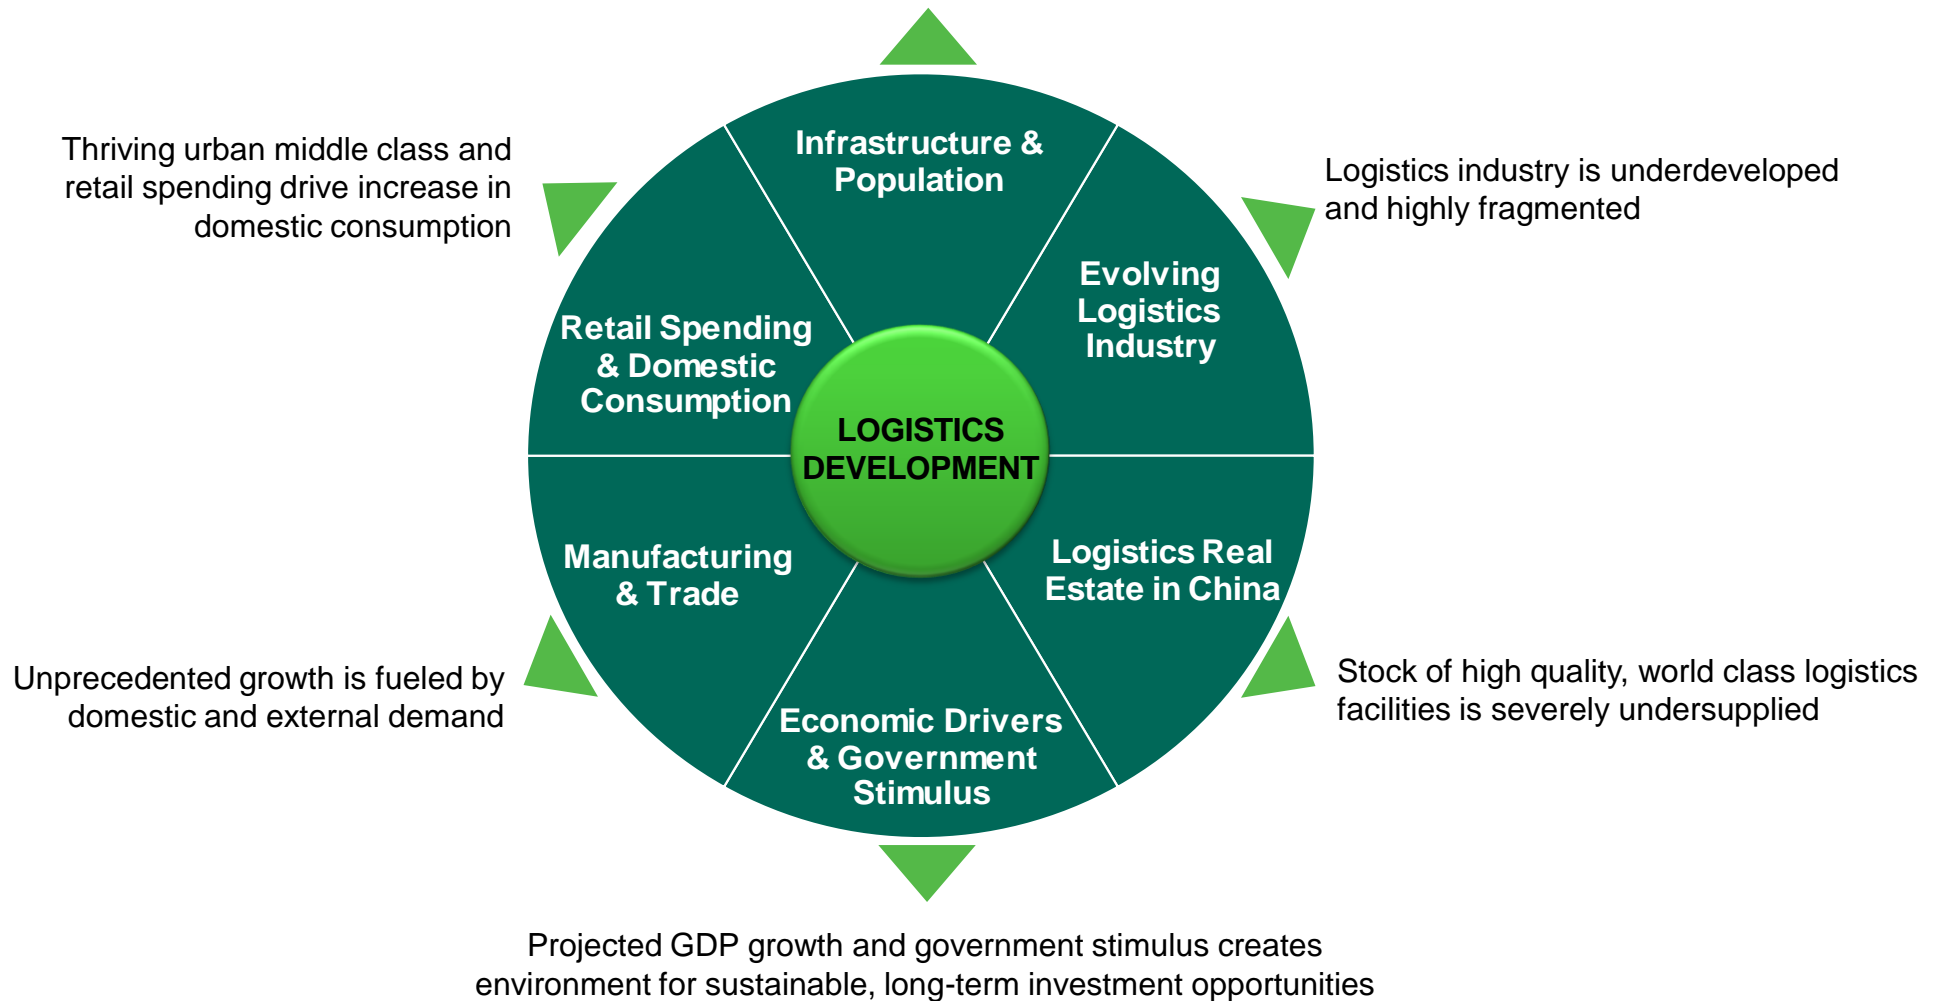 Infrastructure &
Population
Thriving urban middle class and
retail spending drive increase in
domestic consumption
Logistics industry is underdeveloped
and highly fragmented
Evolving
Logistics
Industry
Retail Spending
& Domestic
Consumption
LOGISTICS
DEVELOPMENT
Manufacturing
& Trade
Logistics Real
Estate in China
Unprecedented growth is fueled by
domestic and external demand
Stock of high quality, world class logistics
facilities is severely undersupplied
Economic Drivers
& Government
Stimulus
Projected GDP growth and government stimulus creates
environment for sustainable, long-term investment opportunities